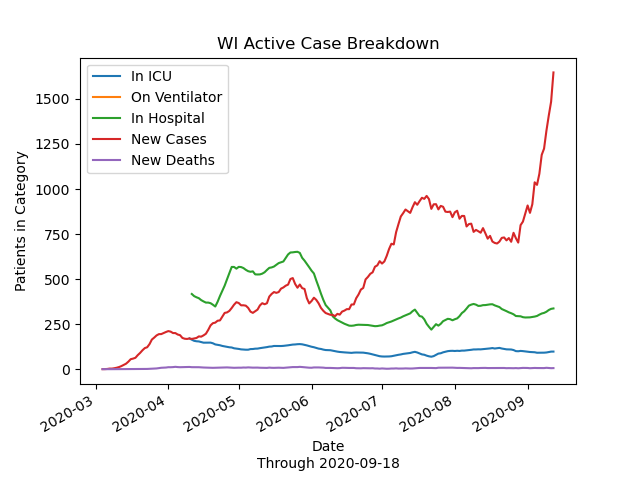 WI Active Case Breakdown
In ICU
On Ventilator
In Hospital
New Cases
New Deaths
Patients in Category
1500
1250
1000
750
500
250
0
2020-03
2020-04
2020-05
2020-06
2020-07
2020-08
2020-09
Date
Through 2020-09-18